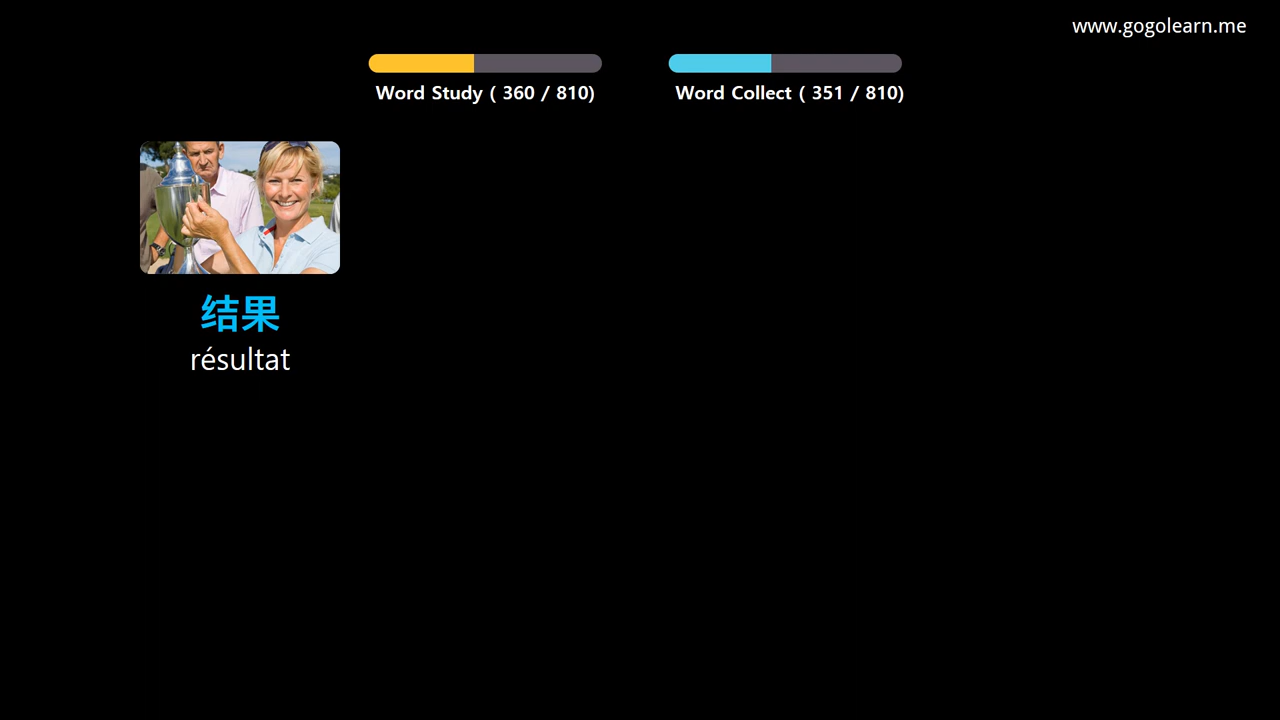 www.gogolearn.me
Word Study ( 360 / 810)
Word Collect ( 351 / 810)
结果
résultat